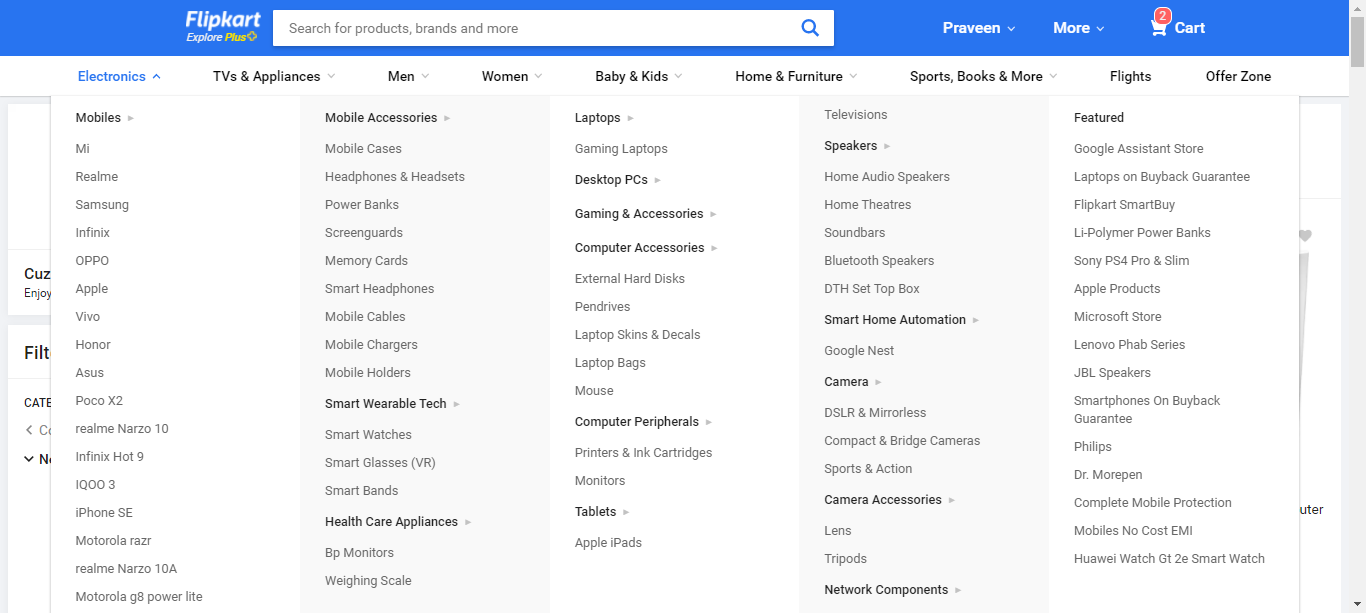 Flipkart
Explore Plus
Search for products, brands and more
Praveen
More
2
Cart
Electronics
TVs & Appliances
Men
Women
Baby & Kids
Home & Furniture
Sports, Books & More
Flights
Offer Zone
Mobiles
Mi
Realme
Samsung
Infinix
OPPO
Apple
Vivo
Honor
Asus
Poco X2
realme Narzo 10
Infinix Hot 9
IQOO 3
iPhone SE
Motorola razr
realme Narzo 10A
Motorola g8 power lite
Mobile Accessories
Mobile Cases
Headphones & Headsets
Power Banks
Screenguards
Memory Cards
Smart Headphones
Mobile Cables
Mobile Chargers
Mobile Holders
Smart Wearable Tech
Smart Watches
Smart Glasses (VR)
Smart Bands
Health Care Appliances
Bp Monitors
Weighing Scale
Laptops
Gaming Laptops
Desktop PCs
Gaming & Accessories
Computer Accessories
External Hard Disks
Pendrives
Laptop Skins & Decals
Laptop Bags
Mouse
Computer Peripherals
Printers & Ink Cartridges
Monitors
Tablets
Apple iPads
Televisions
Speakers
Home Audio Speakers
Home Theatres
Soundbars
Bluetooth Speakers
DTH Set Top Box
Smart Home Automation
Google Nest
Camera
DSLR & Mirrorless
Compact & Bridge Cameras
Sports & Action
Camera Accessories
Lens
Tripods
Network Components
Featured
Google Assistant Store
Laptops on Buyback Guarantee
Flipkart SmartBuy
Li-Polymer Power Banks
Sony PS4 Pro & Slim
Apple Products
Microsoft Store
Lenovo Phab Series
JBL Speakers
Smartphones On Buyback
Guarantee
Philips
Dr. Morepen
Complete Mobile Protection
Mobiles No Cost EMI
Huawei Watch Gt 2e Smart Watch
Cuz
Enjoy
Filt
CATE
uter